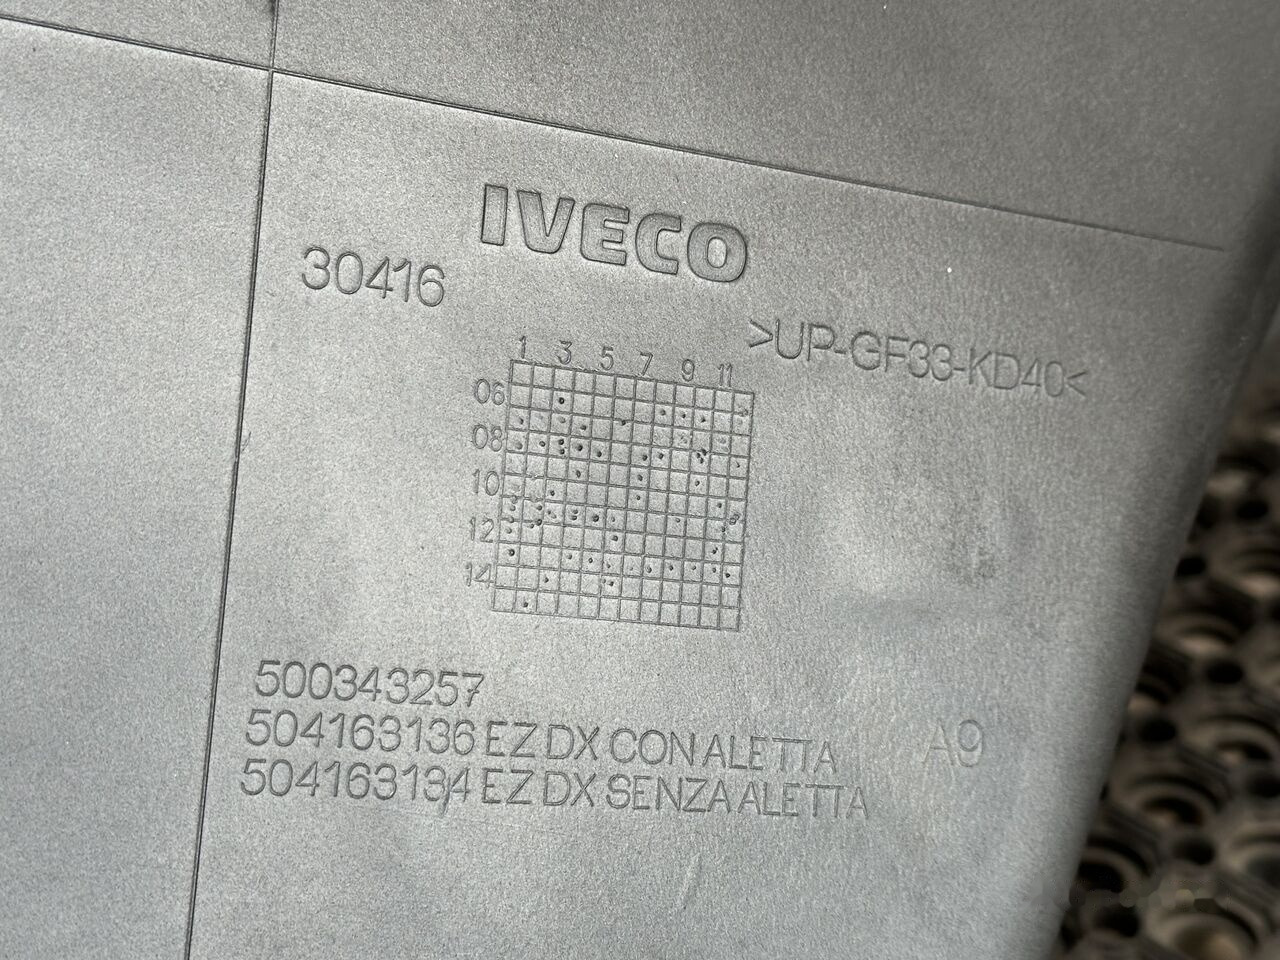 IVECO
30416
>UP-GF33-KD40<
1 3 5 7 9 11
06
08
10
12
14
500343257
504163136 EZ DX CON ALETTA
A9
504163134 EZ DX SENZA ALETTA